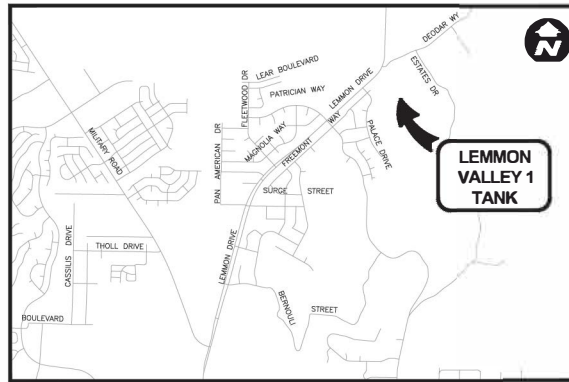 DEODAR WY
N
LEAR BOULEVARD
ESTATES DR
FLEETWOOD DR
PATRICIAN WAY
LEMMON DRIVE
MILITARY ROAD
PAN AMERICAN DR
MAGNOLIA WAY
FREEMONT WAY
PALACE DRIVE
LEMMON
VALLEY 1
TANK
SURGE STREET
CASSILIS DRIVE
THOLL DRIVE
LEMMON DRIVE
BERNOULI STREET
BOULEVARD